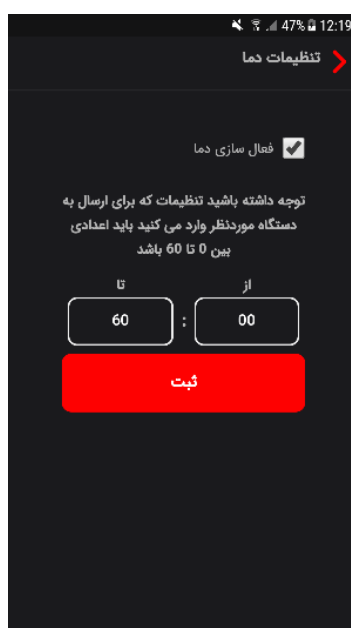 47% 12:19
تنظیمات دما
فعال سازی دما
توجه داشته باشید تنظیمات که برای ارسال به
دستگاه موردنظر وارد می کنید باید اعدادی
بین 0 تا 60 باشد
از تا
00 : 60
ثبت